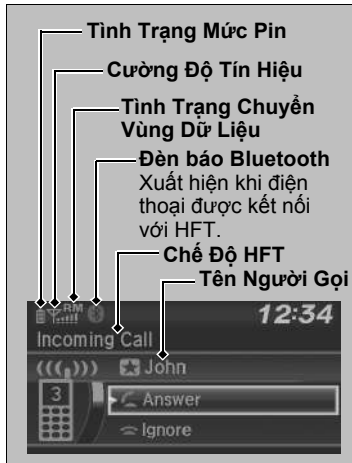 Tình Trạng Mức Pin
Cường Độ Tín Hiệu
Tình Trạng Chuyển
Vùng Dữ Liệu
Đèn báo Bluetooth
Xuất hiện khi điện
thoại được kết nối
với HFT.
Chế Độ HFT
Tên Người Gọi
RM
12:34
Incoming Call
John
3
Answer
Ignore